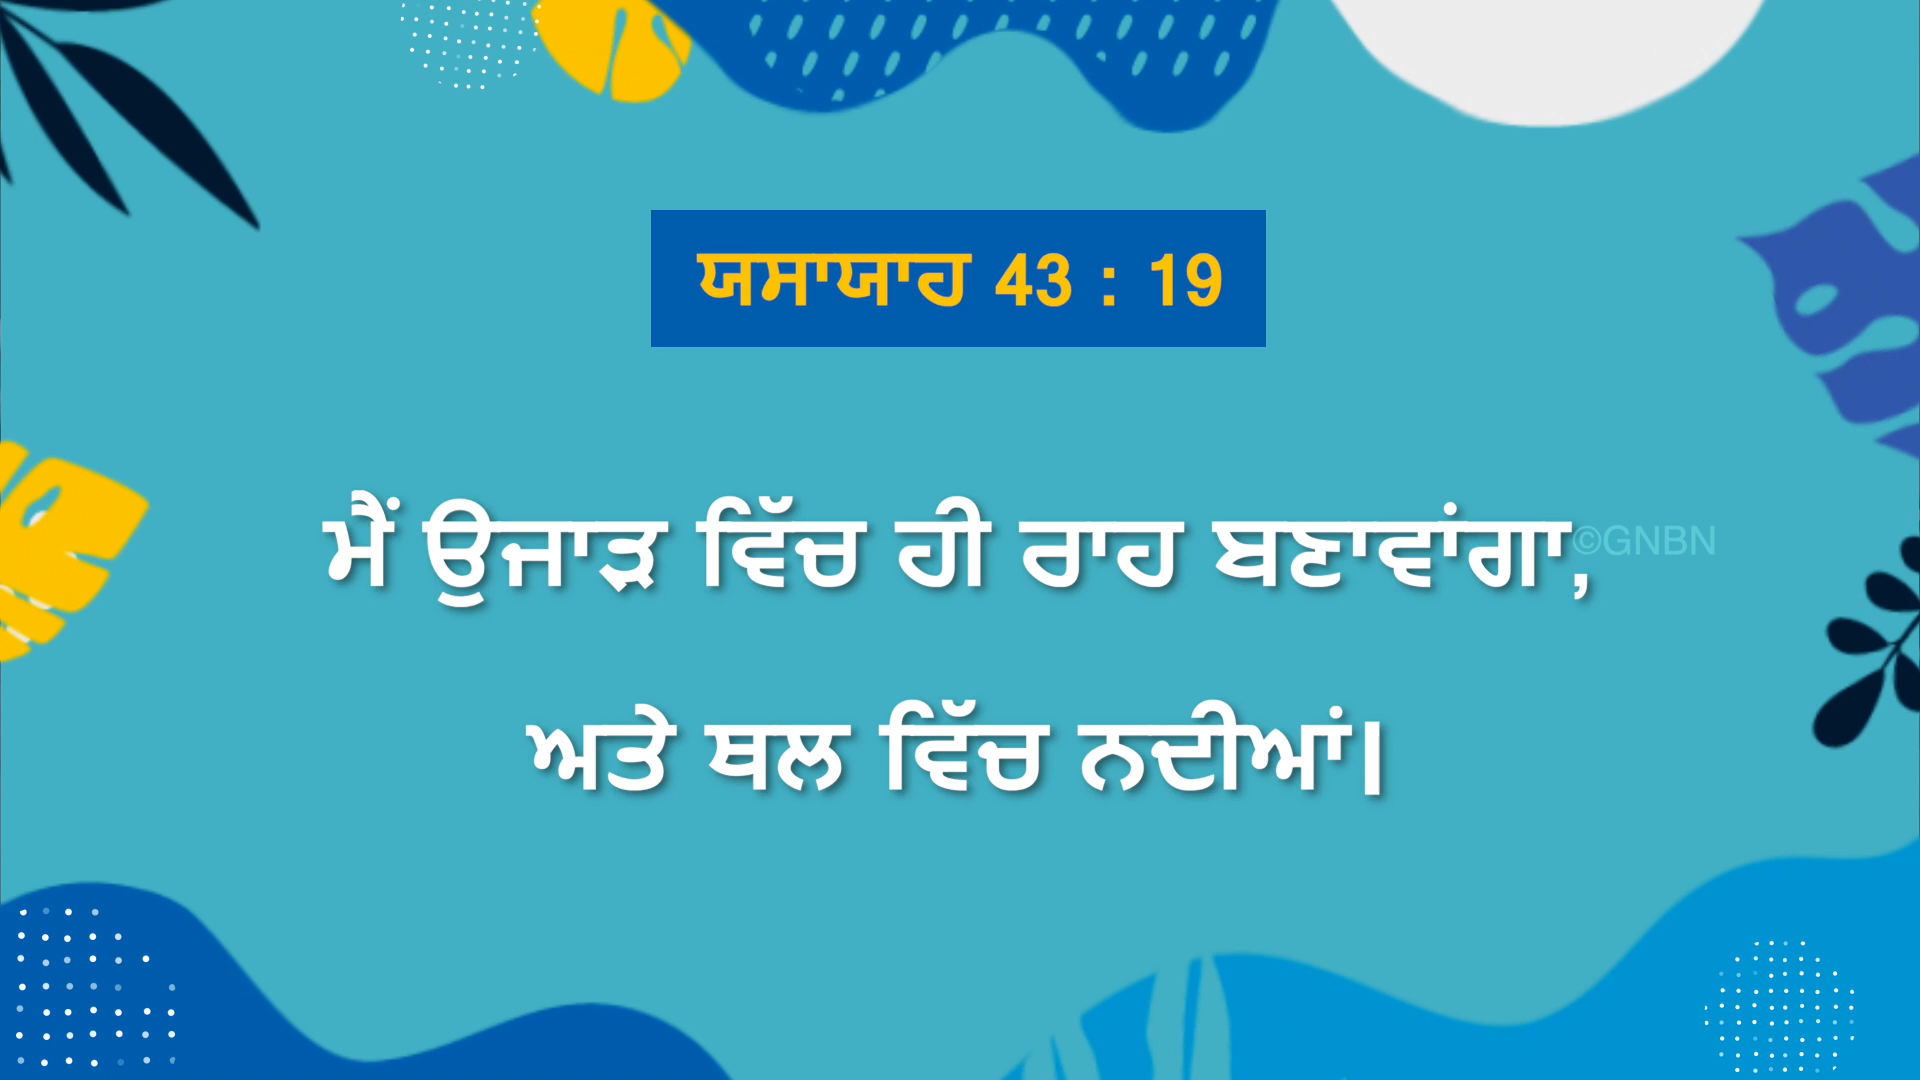 ਯਸਾਯਾਹ 43 : 19
ਮੈਂ ਉਜਾੜ ਵਿੱਚ ਹੀ ਰਾਹ ਬਣਾਵਾਂਗਾ,
©GNBN
ਅਤੇ ਥਲ ਵਿੱਚ ਨਦੀਆਂ।